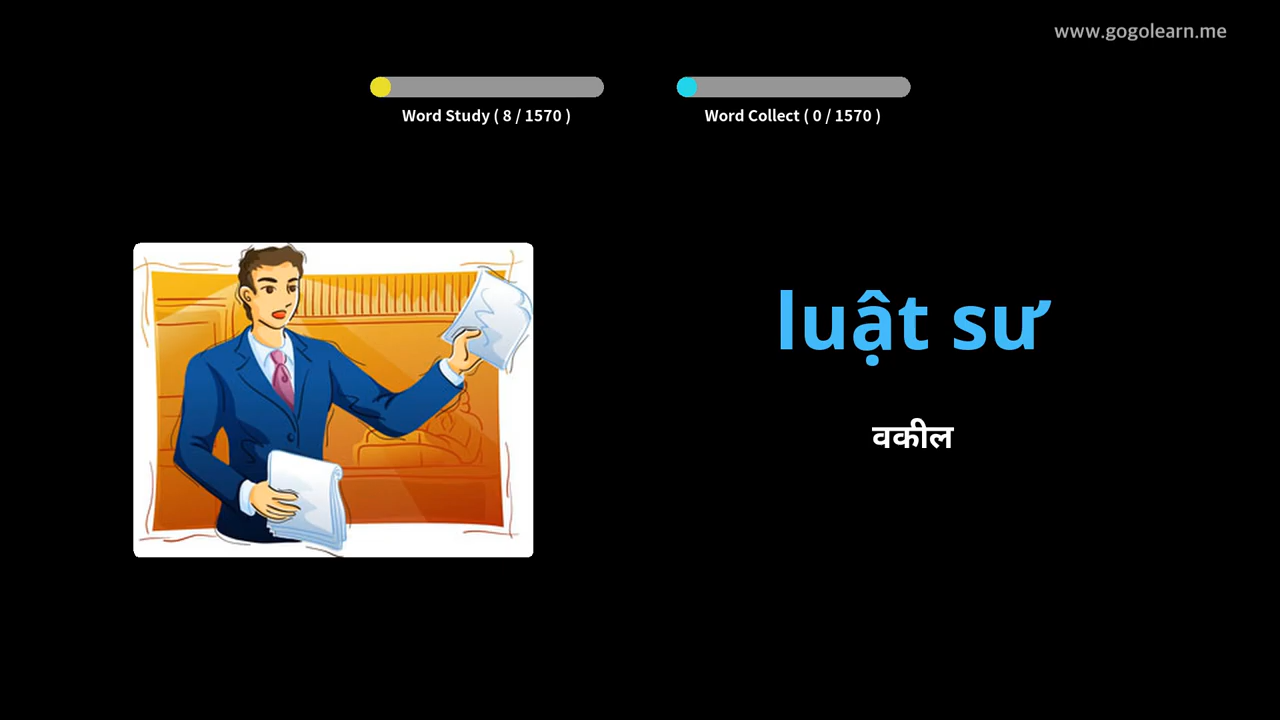 www.gogolearn.me
Word Study ( 8 / 1570 )
Word Collect ( 0 / 1570 )
luật sư
वकील